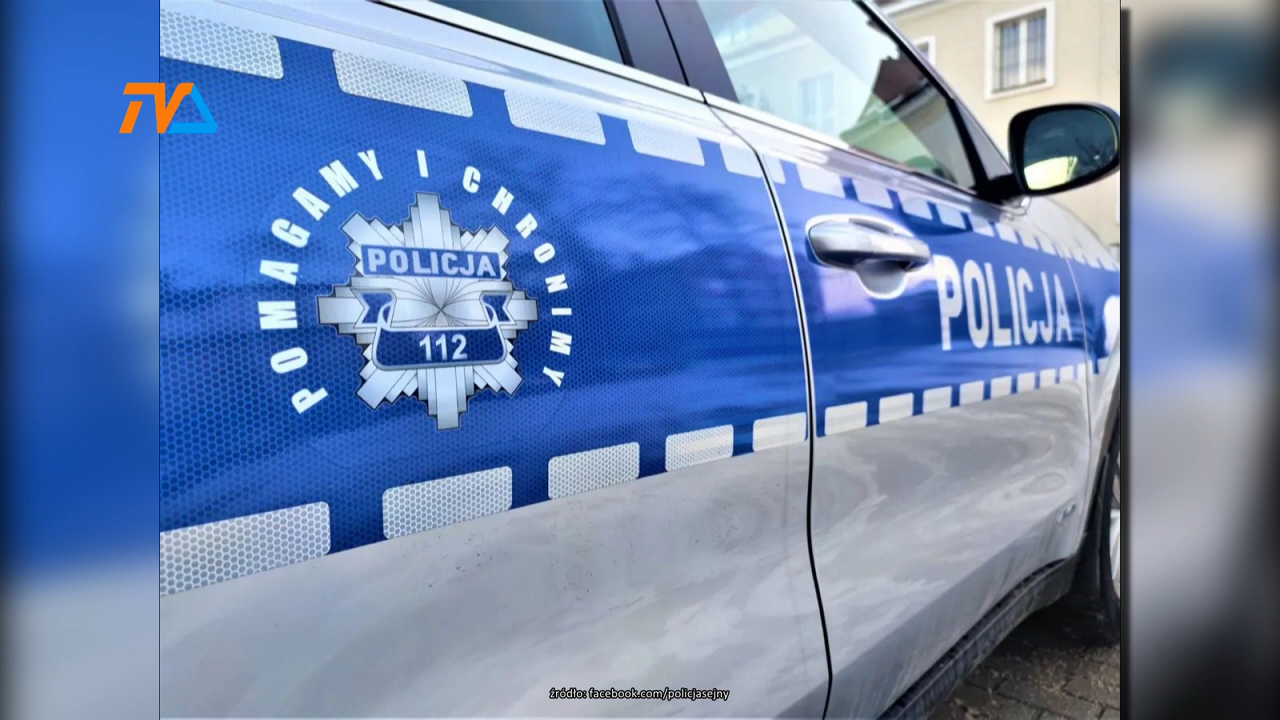 TVA
POMAGAMY I CHRONIMY
POLICJA
112
POLICJA
źródło: facebook.com/policjasejny